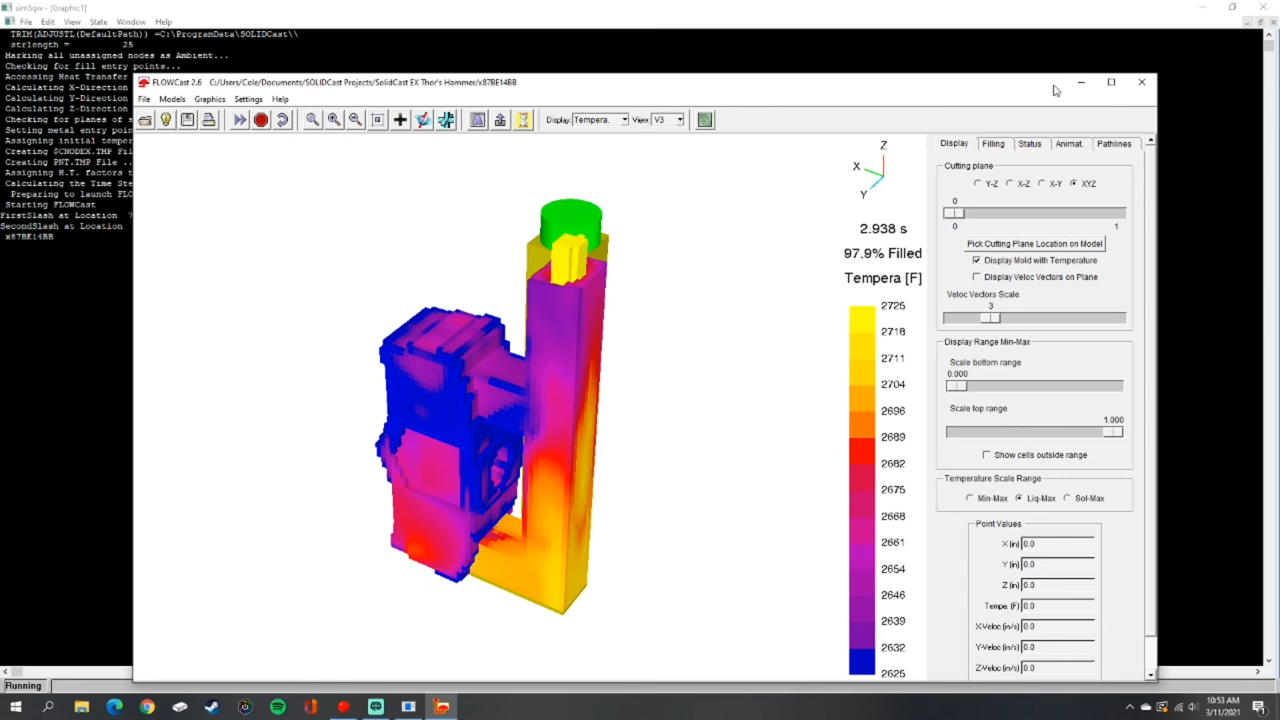 sim5qw - [Graphic1]
File Edit View State Window Help
TRIM(ADJUSTL(DefaultPath)) =C:\ProgramData\SOLIDCast\\
strlength = 25
Marking all unassigned nodes as Ambient...
Checking for fill entry points...
Accessing Heat Transfer
Calculating X-Direction
Calculating Y-Direction
Calculating Z-Direction
Checking for planes of s
Setting metal entry poin
Assigning initial temper
Creating $CNODEX.TMP Fil
Creating PNT.TMP File ..
Assigning H.T. factors t
Calculating the Time Ste
Preparing to launch FLO
Starting FLOWCast
FirstSlash at Location 7
SecondSlash at Location
x87BE14BB
FLOWCast 2.6 C:/Users/Cole/Documents/SOLIDCast Projects/SolidCast EX Thor's Hammer/x87BE14BB
File Models Graphics Settings Help
Display: Tempera. View: V3
Z
X
Y
2.938 s
97.9% Filled
Tempera [F]
2725
2718
2711
2704
2696
2689
2682
2675
2668
2661
2654
2646
2639
2632
2625
Display Filling Status Animat. Pathlines
Cutting plane
Y-Z X-Z X-Y XYZ
0
0 1
Pick Cutting Plane Location on Model
Display Mold with Temperature
Display Veloc Vectors on Plane
Veloc Vectors Scale
3
Display Range Min-Max
Scale bottom range
0.000
Scale top range
1.000
Show cells outside range
Temperature Scale Range
Min-Max Liq-Max Sol-Max
Point Values
X (in) 0.0
Y (in) 0.0
Z (in) 0.0
Tempe. (F) 0.0
X-Veloc (in/s) 0.0
Y-Veloc (in/s) 0.0
Z-Veloc (in/s) 0.0
Running
10:53 AM
3/11/2021
1